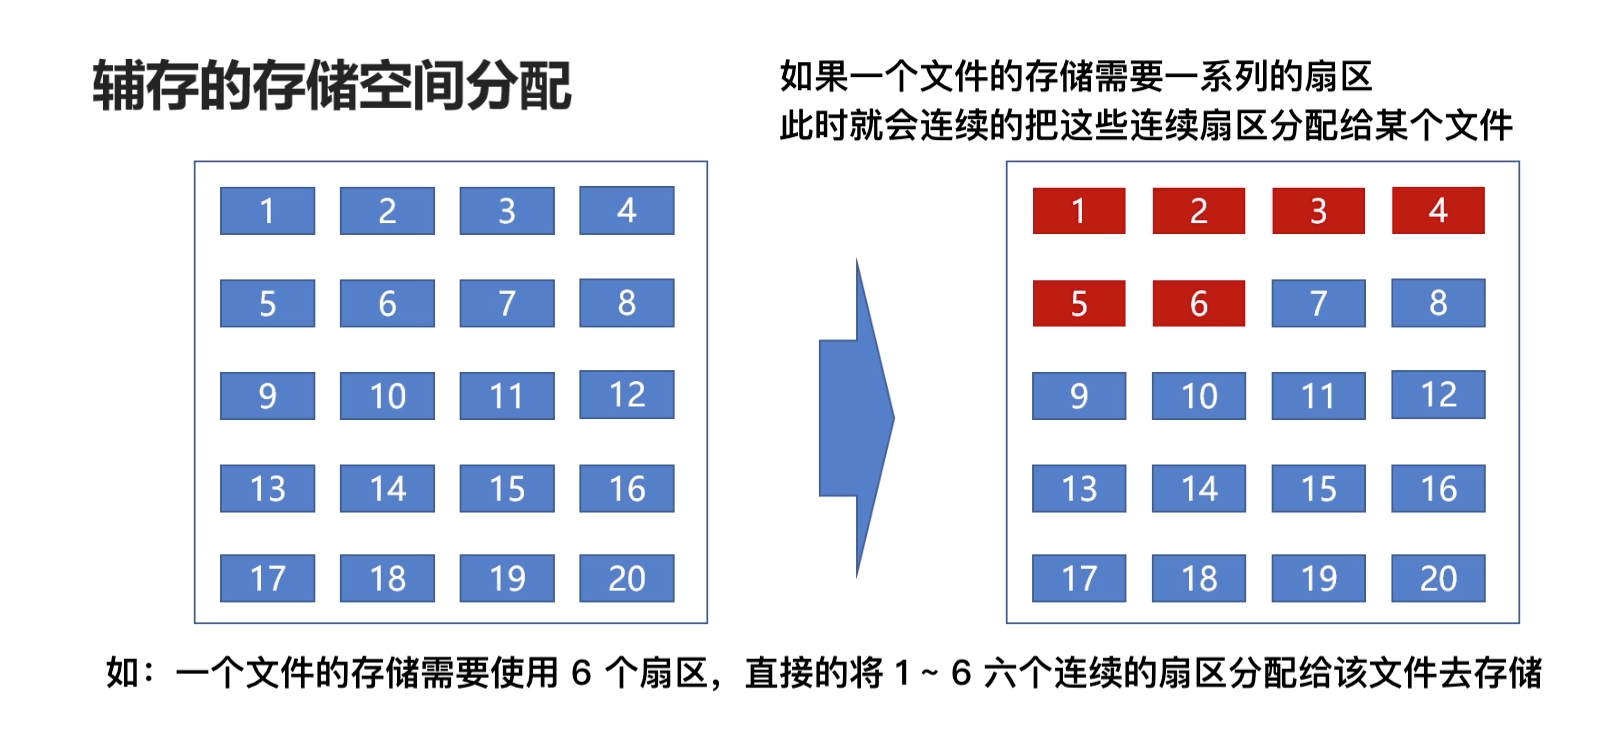 辅存的存储空间分配
如果一个文件的存储需要一系列的扇区
此时就会连续的把这些连续扇区分配给某个文件
1 2 3 4
5 6 7 8
9 10 11 12
13 14 15 16
17 18 19 20
1 2 3 4
5 6 7 8
9 10 11 12
13 14 15 16
17 18 19 20
如：一个文件的存储需要使用 6 个扇区，直接的将 1 ~ 6 六个连续的扇区分配给该文件去存储